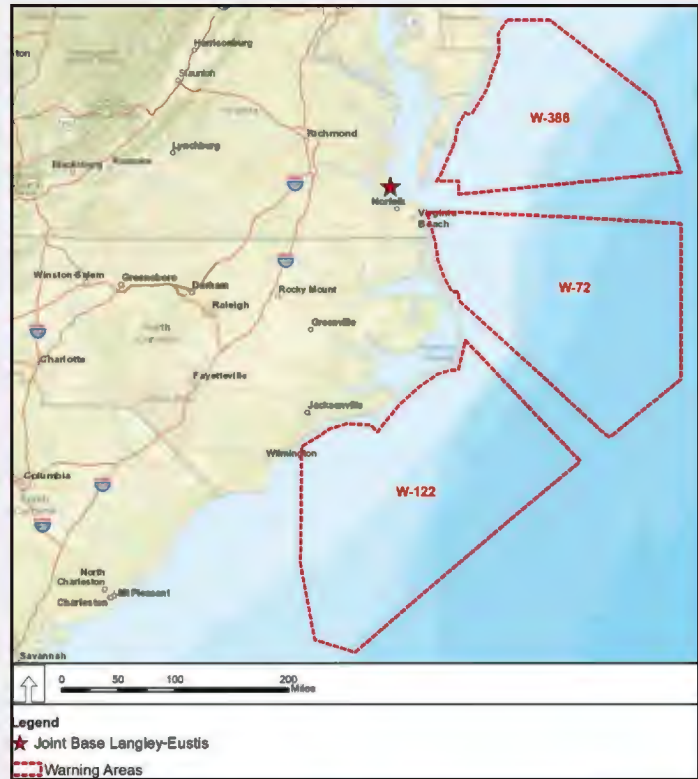 ton
Harrisonburg
Staunton
Richmond
Lynchburg
Blacksburg
Roanoke
W-386
Norfolk
Virginia
Beach
Winston-Salem
Greensboro
Durham
Raleigh
Rocky Mount
W-72
Greenville
Charlotte
Fayetteville
Jacksonville
Wilmington
Columbia
W-122
North
Charleston
Charleston
Mt Pleasant
Savannah
0 50 100 200
Miles
Legend
Joint Base Langley-Eustis
Warning Areas